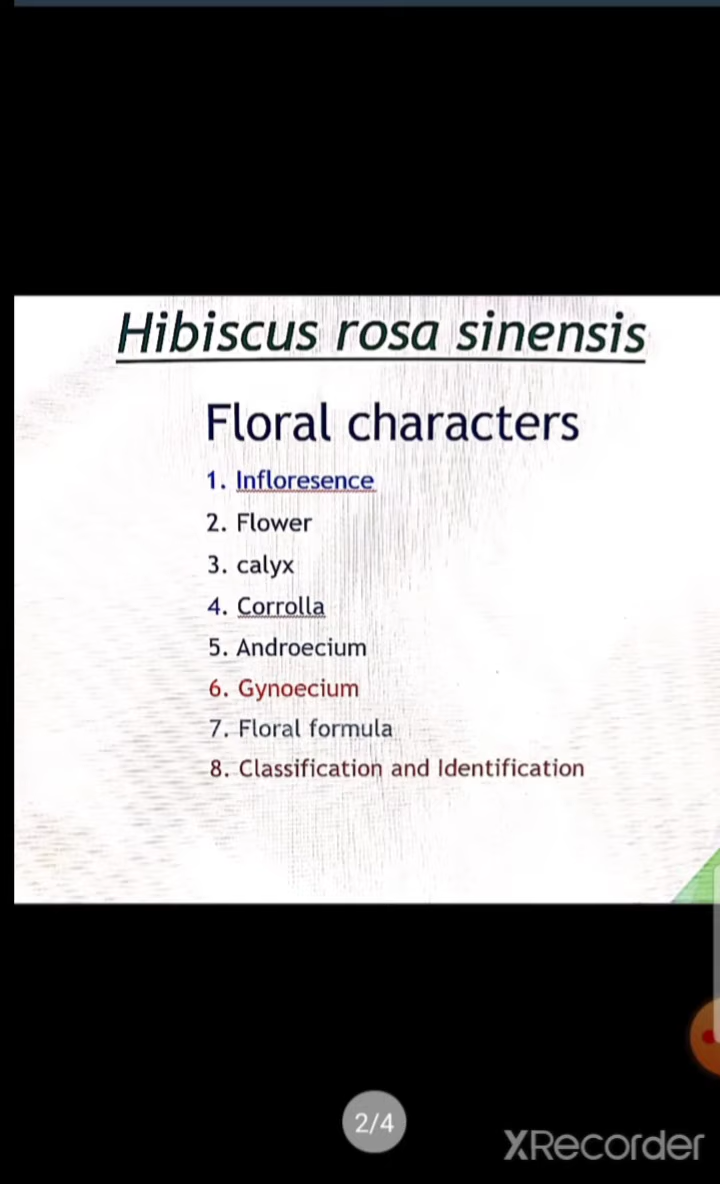 Hibiscus rosa sinensis
Floral characters
1. Infloresence
2. Flower
3. calyx
4. Corrolla
5. Androecium
6. Gynoecium
7. Floral formula
8. Classification and Identification
2/4
XRecorder